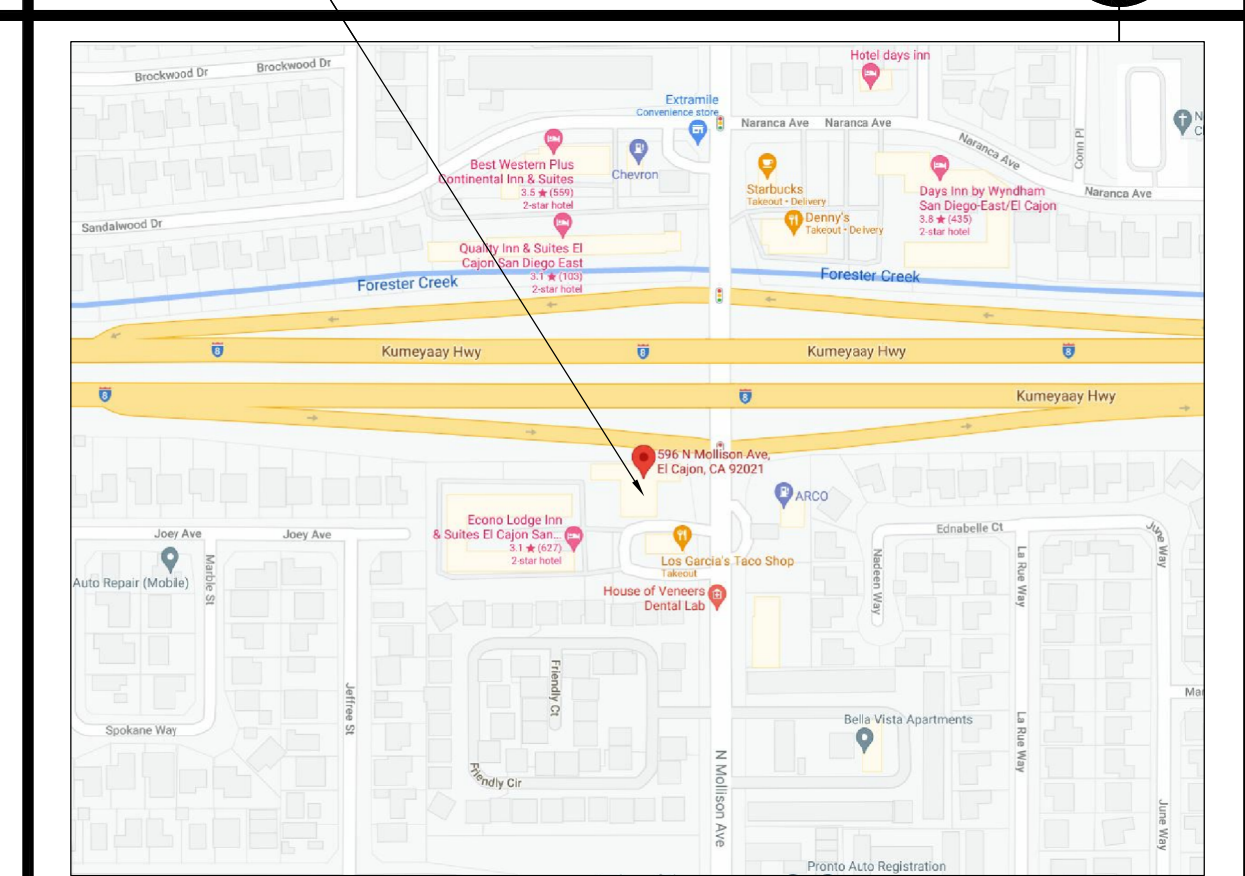 Hotel days inn
Brockwood Dr
Brockwood Dr
Extramile
Convenience store
Naranca Ave
Naranca Ave
Naranca Ave
Conn Pl
Naranca Ave
Best Western Plus
Continental Inn & Suites
3.5 ★ (559)
2-star hotel
Chevron
Starbucks
Takeout • Delivery
Denny's
Takeout • Delivery
Days Inn by Wyndham
San Diego-East/El Cajon
3.8 ★ (435)
2-star hotel
Sandalwood Dr
Quality Inn & Suites El
Cajon San Diego East
3.1 ★ (103)
2-star hotel
Forester Creek
Forester Creek
8
Kumeyaay Hwy
8
Kumeyaay Hwy
8
8
8
Kumeyaay Hwy
596 N Mollison Ave,
El Cajon, CA 92021
ARCO
Joey Ave
Joey Ave
Econo Lodge Inn
& Suites El Cajon San...
3.1 ★ (627)
2-star hotel
Los Garcia's Taco Shop
Takeout
Ednabelle Ct
June Way
Auto Repair (Mobile)
Marble St
House of Veneers
Dental Lab
Nadeen Way
La Rue Way
Friendly Ct
Jeffree St
Spokane Way
Friendly Cir
N Mollison Ave
Bella Vista Apartments
La Rue Way
June Way
Pronto Auto Registration